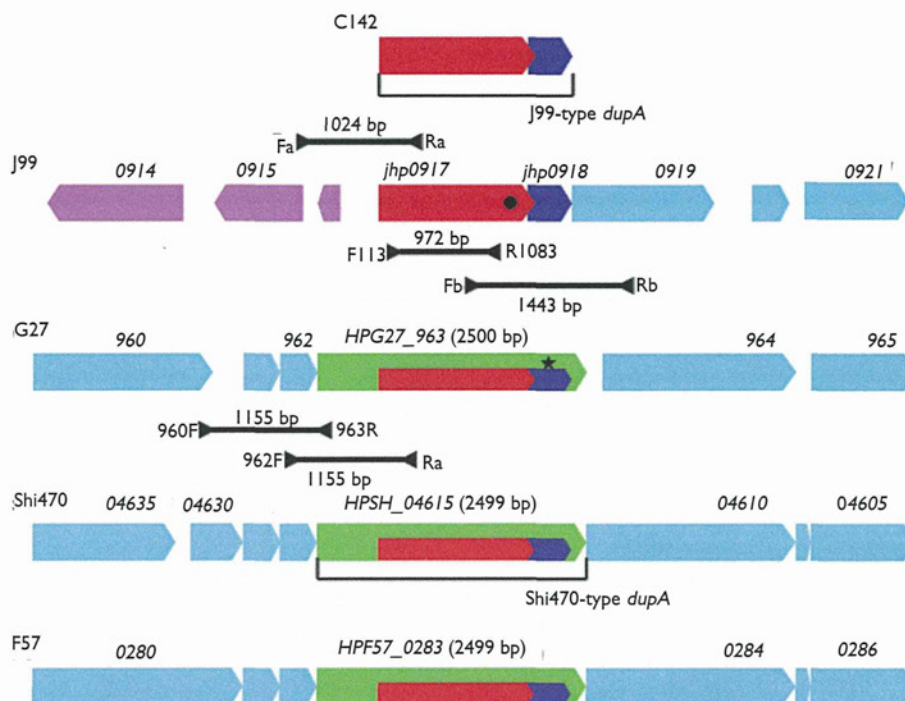 C142
J99-type dupA
1024 bp
Fa Ra
J99
0914 0915 jhp0917 jhp0918 0919 0921
972 bp
F113 R1083
Fb Rb
1443 bp
G27
960 962 HPG27_963 (2500 bp) 964 965
1155 bp
960F 963R
962F Ra
1155 bp
Shi470
04635 04630 HPSH_04615 (2499 bp) 04610 04605
Shi470-type dupA
F57
0280 HPF57_0283 (2499 bp) 0284 0286